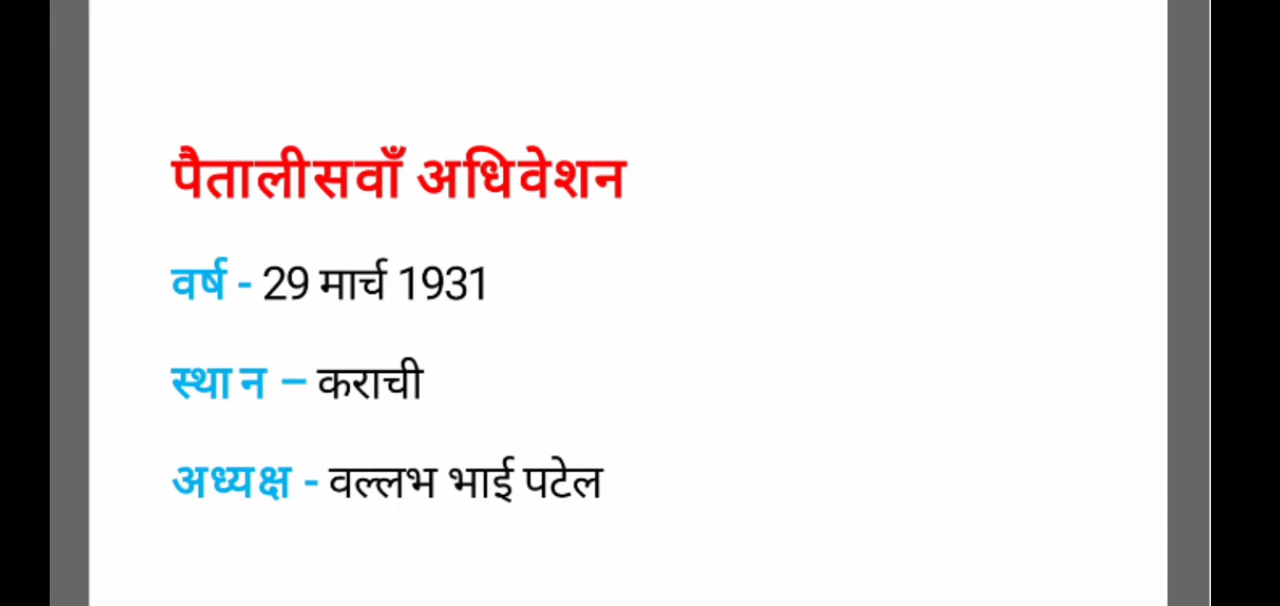 पैतालीसवाँ अधिवेशन
वर्ष - 29 मार्च 1931
स्थान – कराची
अध्यक्ष - वल्लभ भाई पटेल